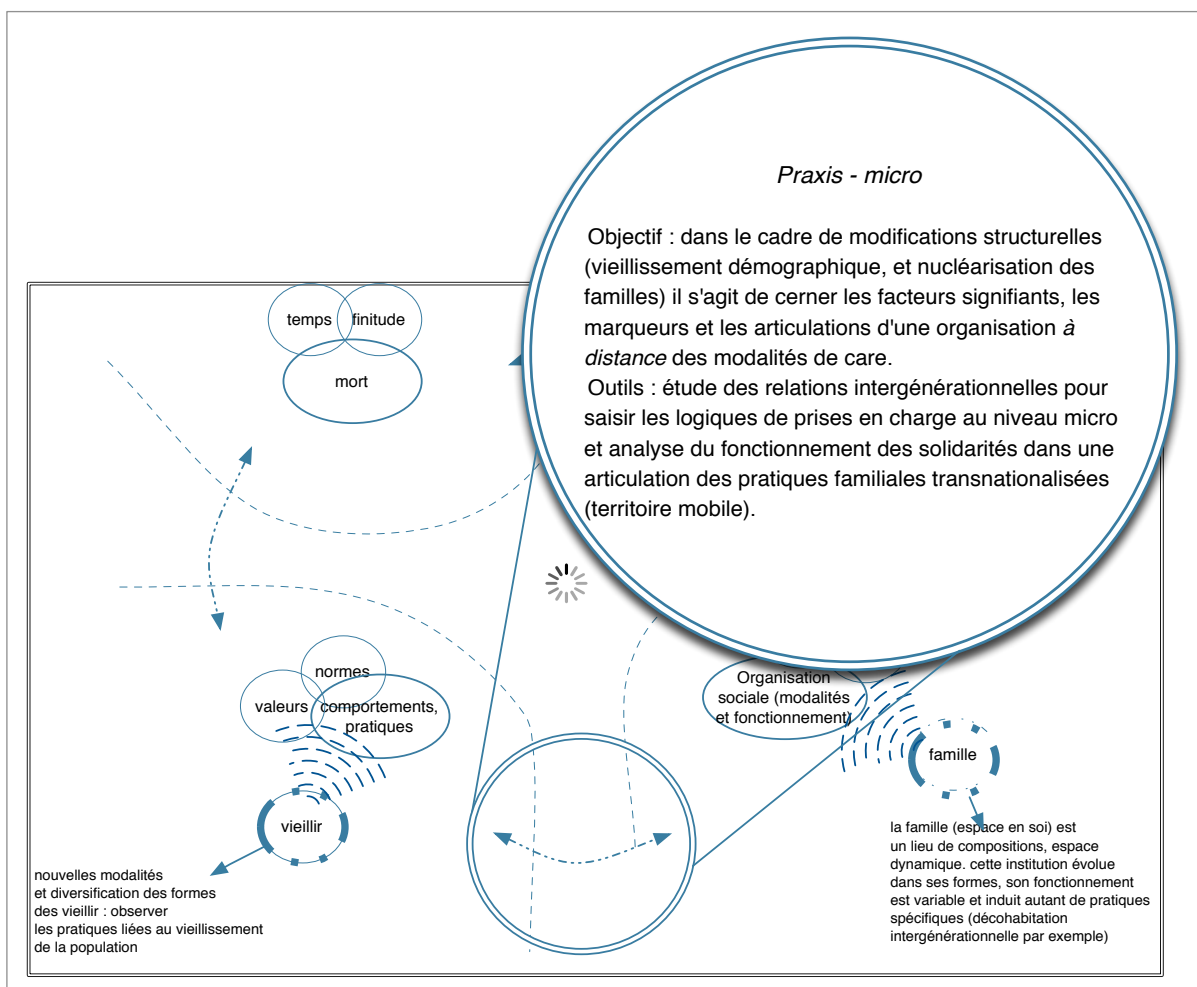 Praxis - micro
Objectif : dans le cadre de modifications structurelles
(vieillissement démographique, et nucléarisation des
familles) il s'agit de cerner les facteurs signifiants, les
marqueurs et les articulations d'une organisation à
distance des modalités de care.
Outils : étude des relations intergénérationnelles pour
saisir les logiques de prises en charge au niveau micro
et analyse du fonctionnement des solidarités dans une
articulation des pratiques familiales transnationalisées
(territoire mobile).
temps
finitude
mort
normes
valeurs
comportements,
pratiques
vieillir
nouvelles modalités
et diversification des formes
des vieillir : observer
les pratiques liées au vieillissement
de la population
Organisation
sociale (modalités
et fonctionnement)
famille
la famille (espace en soi) est
un lieu de compositions, espace
dynamique. cette institution évolue
dans ses formes, son fonctionnement
est variable et induit autant de pratiques
spécifiques (décohabitation
intergénérationnelle par exemple)